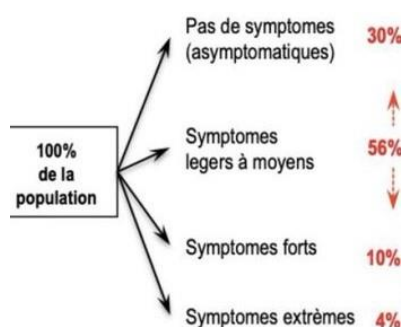 Pas de symptomes
(asymptomatiques)
30%
100%
de la
population
Symptomes
legers à moyens
56%
Symptomes forts
10%
Symptomes extrèmes
4%